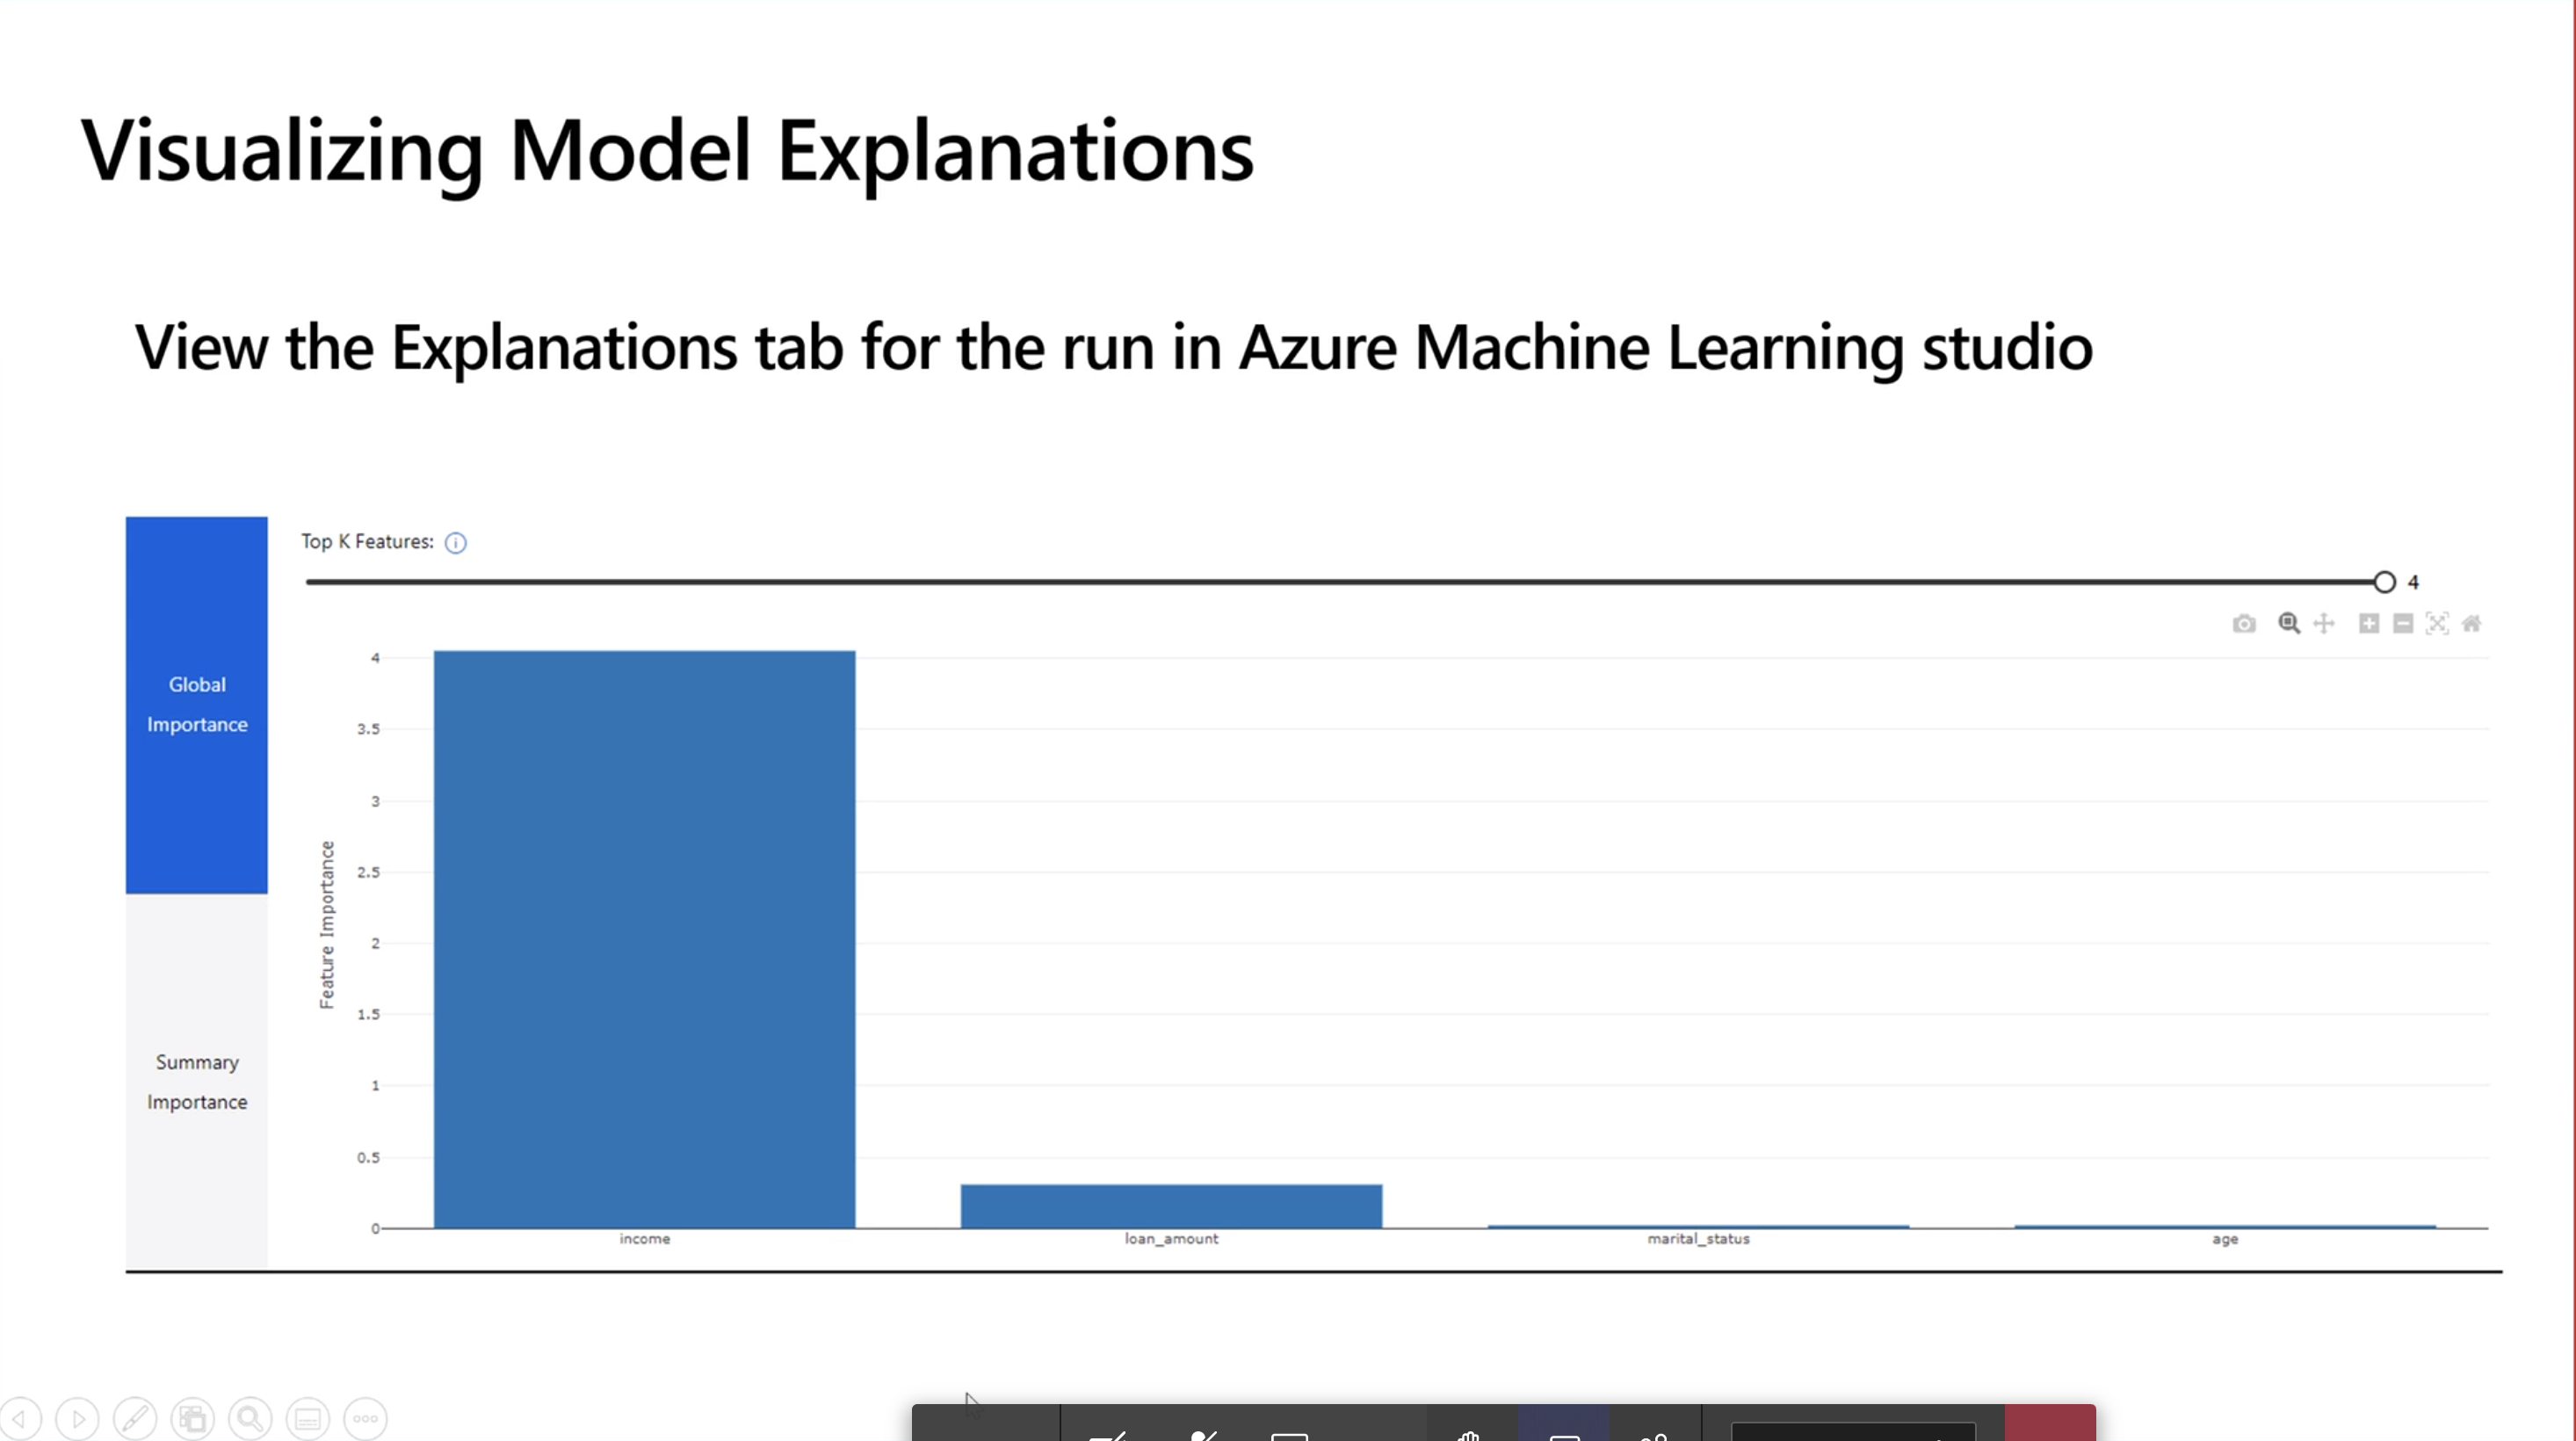 Visualizing Model Explanations
View the Explanations tab for the run in Azure Machine Learning studio
Top K Features:
4
Global
Importance
Summary
Importance
Feature Importance
4
3.5
3
2.5
2
1.5
1
0.5
0
income loan_amount marital_status age